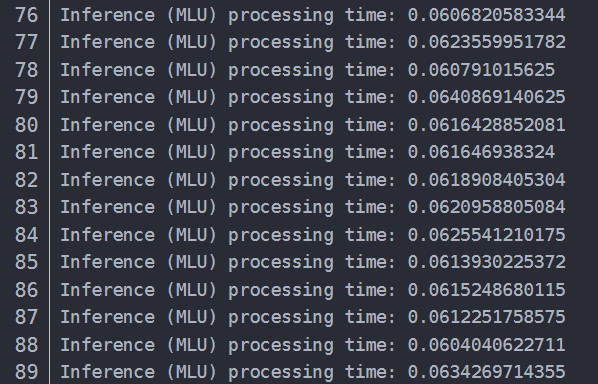 76 Inference (MLU) processing time: 0.0606820583344
77 Inference (MLU) processing time: 0.0623559951782
78 Inference (MLU) processing time: 0.060791015625
79 Inference (MLU) processing time: 0.0640869140625
80 Inference (MLU) processing time: 0.0616428852081
81 Inference (MLU) processing time: 0.061646938324
82 Inference (MLU) processing time: 0.0618908405304
83 Inference (MLU) processing time: 0.0620958805084
84 Inference (MLU) processing time: 0.0625541210175
85 Inference (MLU) processing time: 0.0613930225372
86 Inference (MLU) processing time: 0.0615248680115
87 Inference (MLU) processing time: 0.0612251758575
88 Inference (MLU) processing time: 0.0604040622711
89 Inference (MLU) processing time: 0.0634269714355